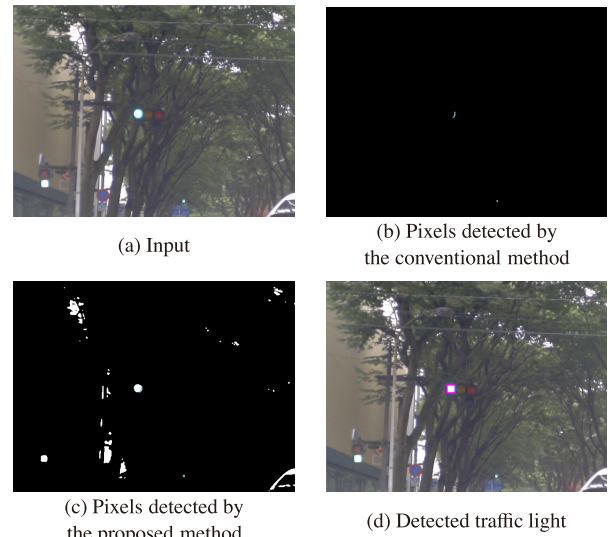 (a) Input
(b) Pixels detected by
the conventional method
(c) Pixels detected by
the proposed method
(d) Detected traffic light